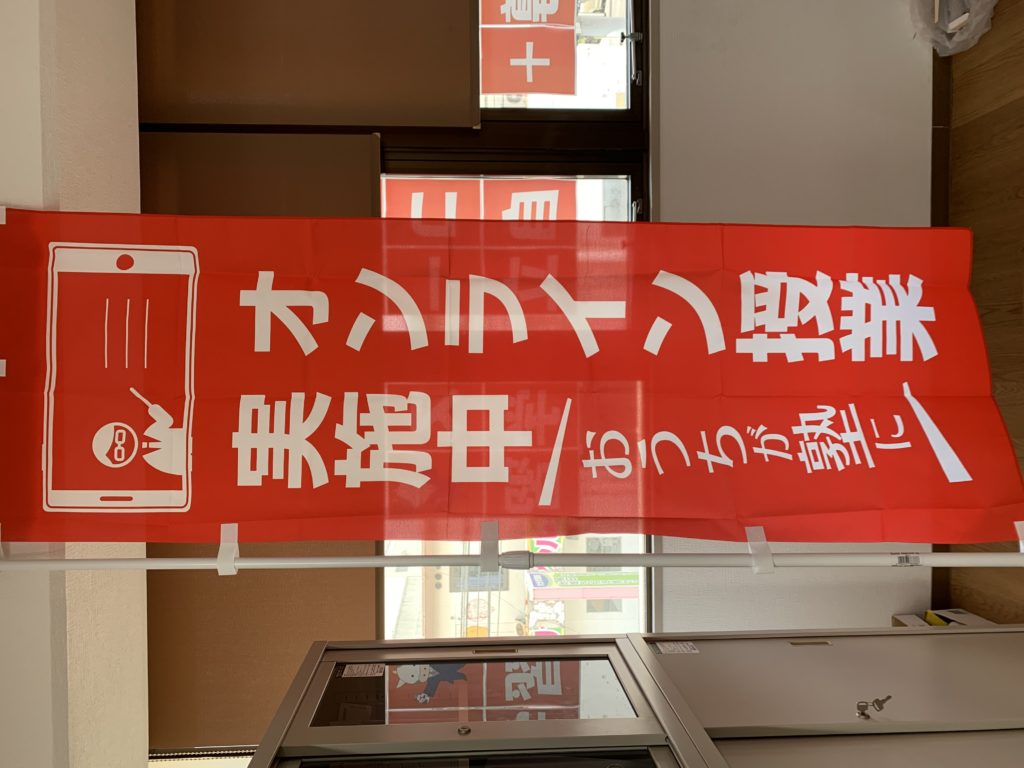 オンライン授業
実施中
おうちが塾に